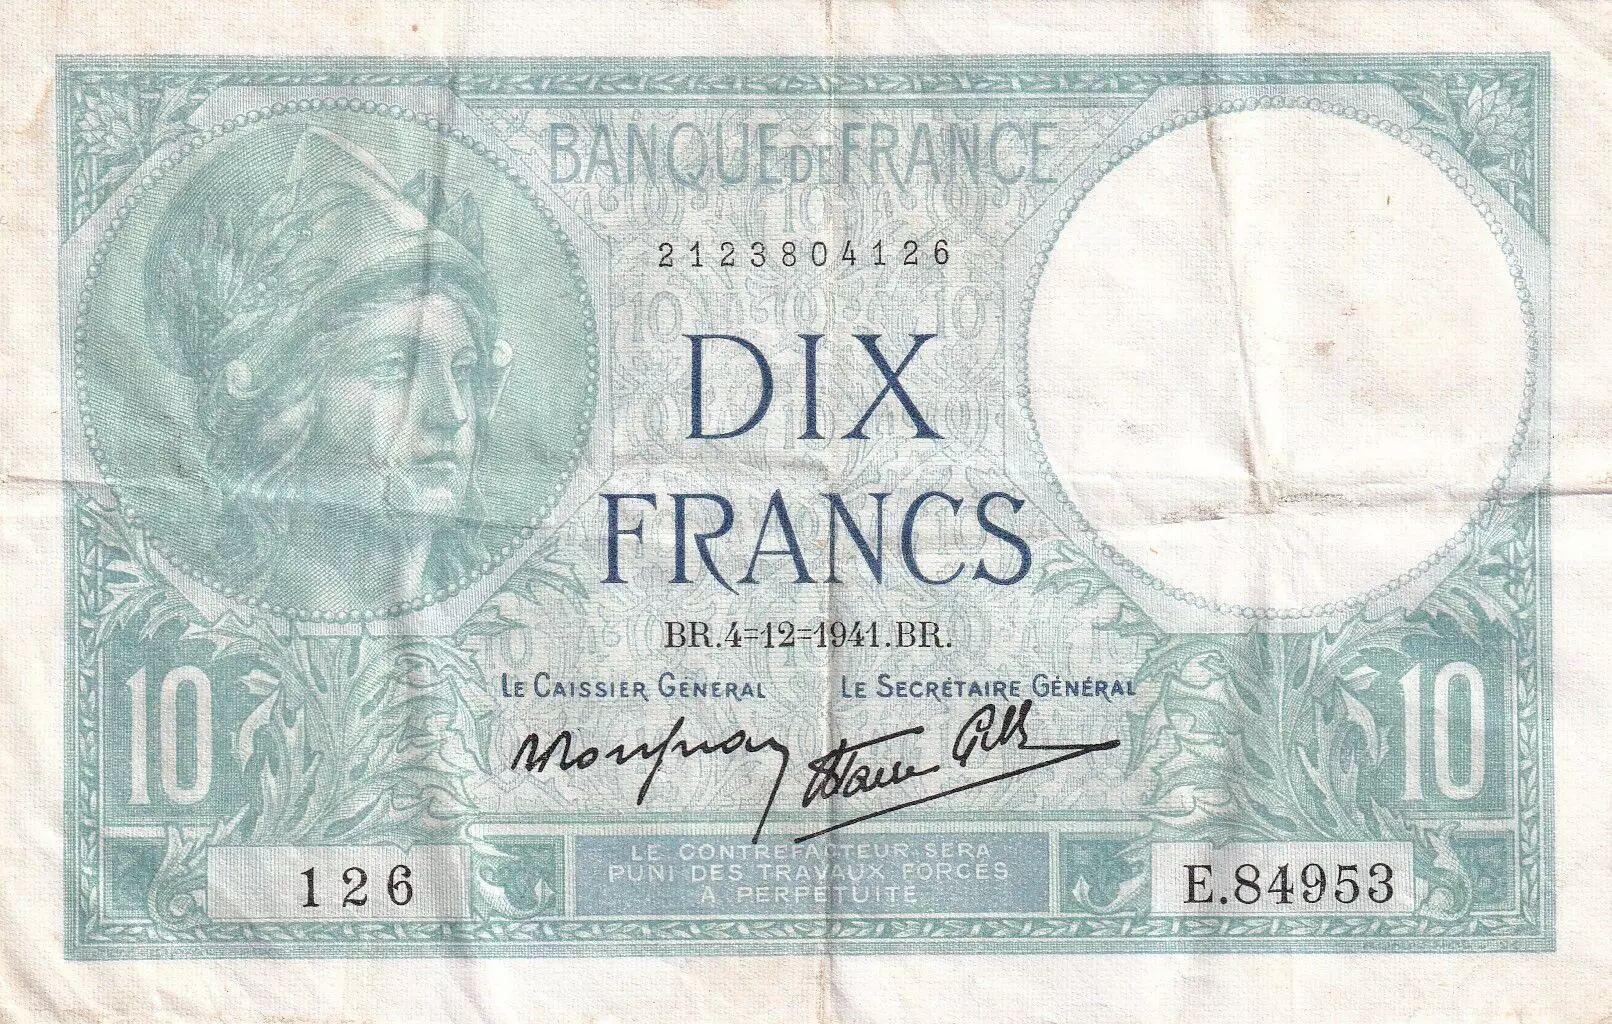 BANQUE DE FRANCE
2123804126
DIX
FRANCS
BR.4=12=1941.BR.
LE CAISSIER GÉNÉRAL LE SECRÉTAIRE GÉNÉRAL
10 10
LE CONTREFACTEUR SERA
PUNI DES TRAVAUX FORCÉS
À PERPÉTUITÉ
126 E.84953